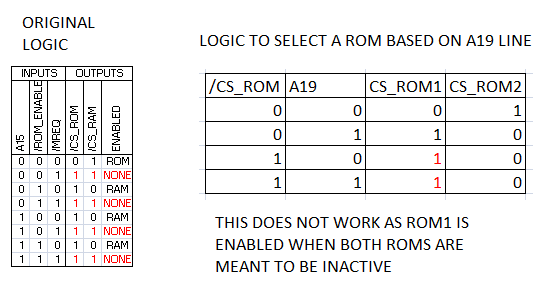 ORIGINAL
LOGIC
INPUTS OUTPUTS
A15 /ROM_ENABLE /MREQ /CS_ROM /CS_RAM ENABLED
0 0 0 0 1 ROM
0 0 1 1 1 NONE
0 1 0 1 0 RAM
0 1 1 1 1 NONE
1 0 0 1 0 RAM
1 0 1 1 1 NONE
1 1 0 1 0 RAM
1 1 1 1 1 NONE
LOGIC TO SELECT A ROM BASED ON A19 LINE
/CS_ROM A19 CS_ROM1 CS_ROM2
0 0 0 1
0 1 1 0
1 0 1 0
1 1 1 0
THIS DOES NOT WORK AS ROM1 IS
ENABLED WHEN BOTH ROMS ARE
MEANT TO BE INACTIVE